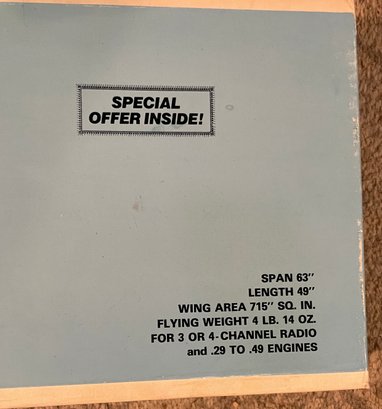 SPECIAL
OFFER INSIDE!
SPAN 63"
LENGTH 49"
WING AREA 715" SQ. IN.
FLYING WEIGHT 4 LB. 14 OZ.
FOR 3 OR 4-CHANNEL RADIO
and .29 TO .49 ENGINES